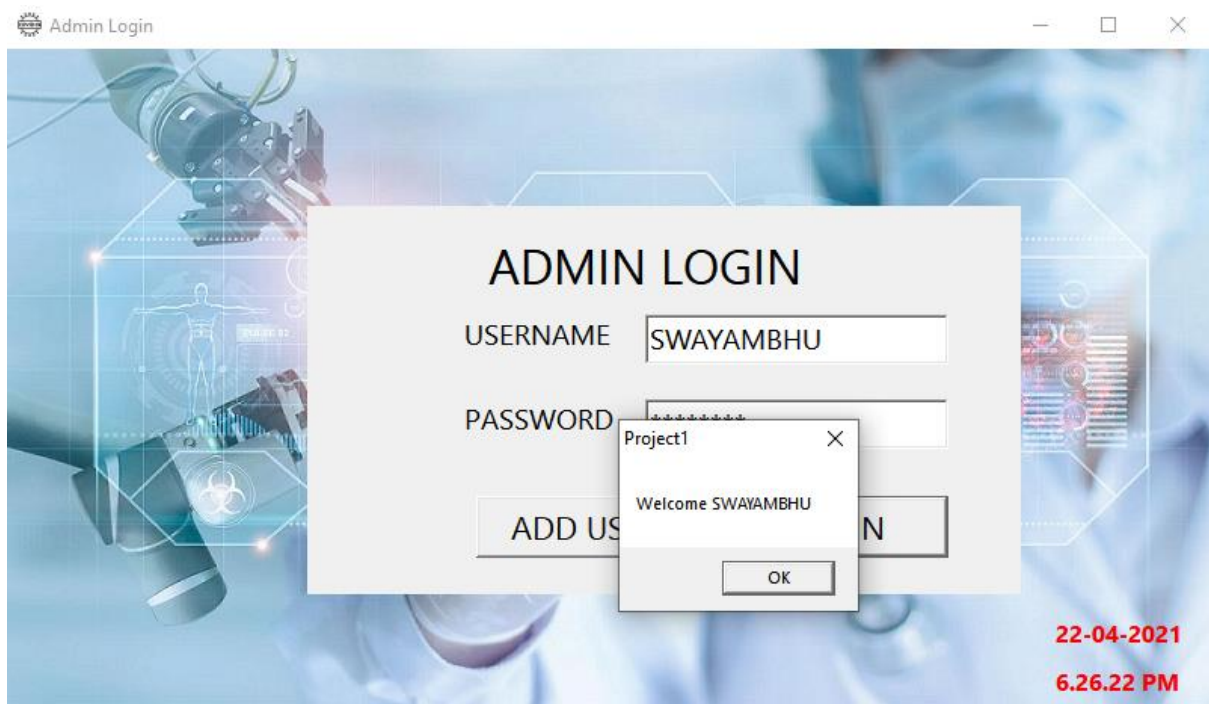 Admin Login
ADMIN LOGIN
USERNAME SWAYAMBHU
PASSWORD ********
Project1
Welcome SWAYAMBHU
ADD US N
OK
22-04-2021
6.26.22 PM